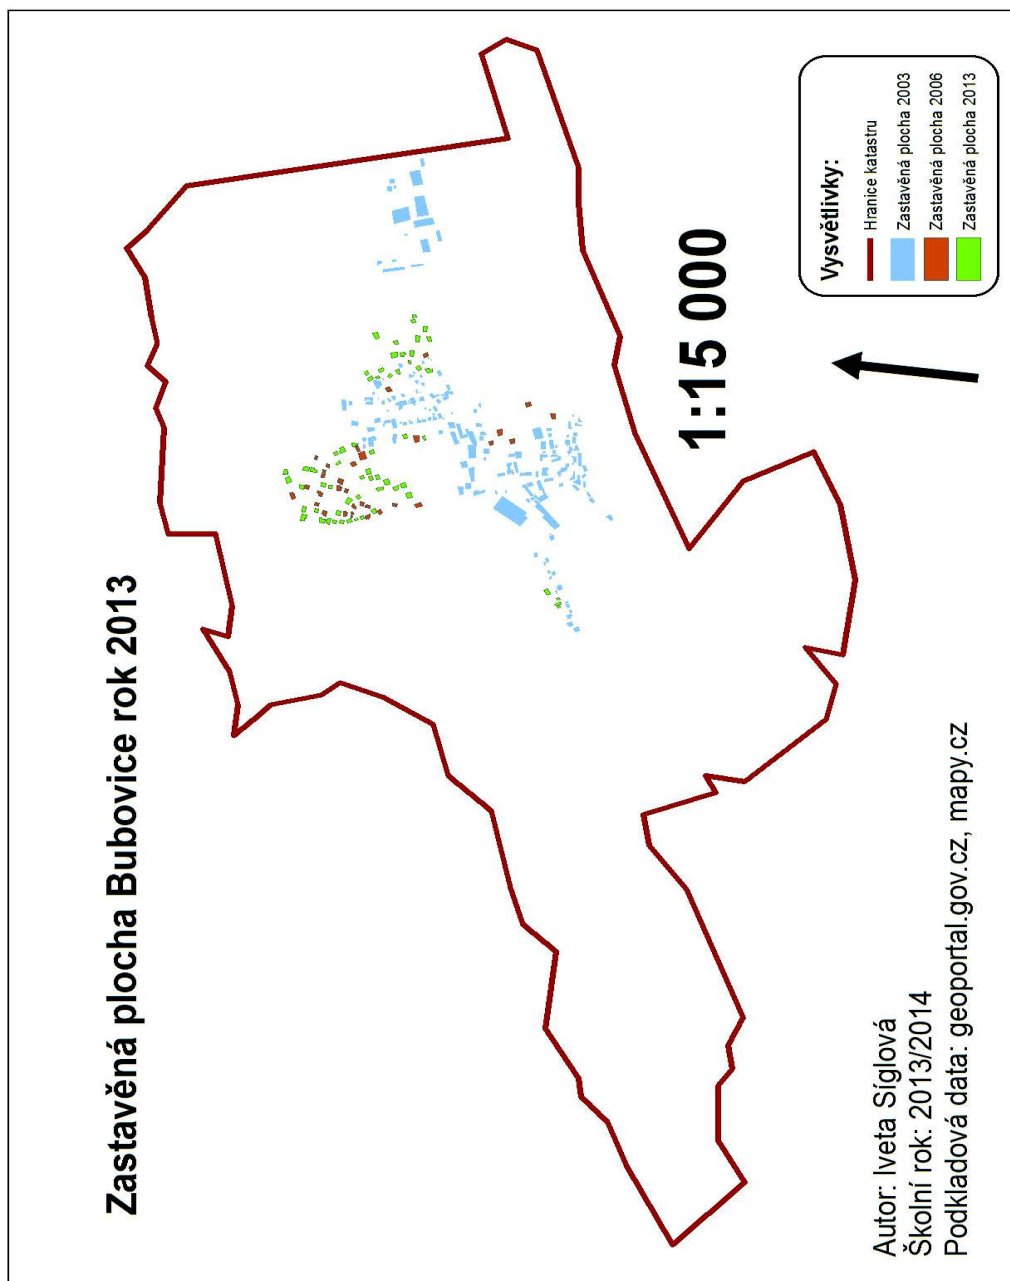 Zastavěná plocha Bubovice rok 2013
1:15 000
Vysvětlivky:
Hranice katastru
Zastavěná plocha 2003
Zastavěná plocha 2006
Zastavěná plocha 2013
Autor: Iveta Síglová
Školní rok: 2013/2014
Podkladová data: geoportal.gov.cz, mapy.cz